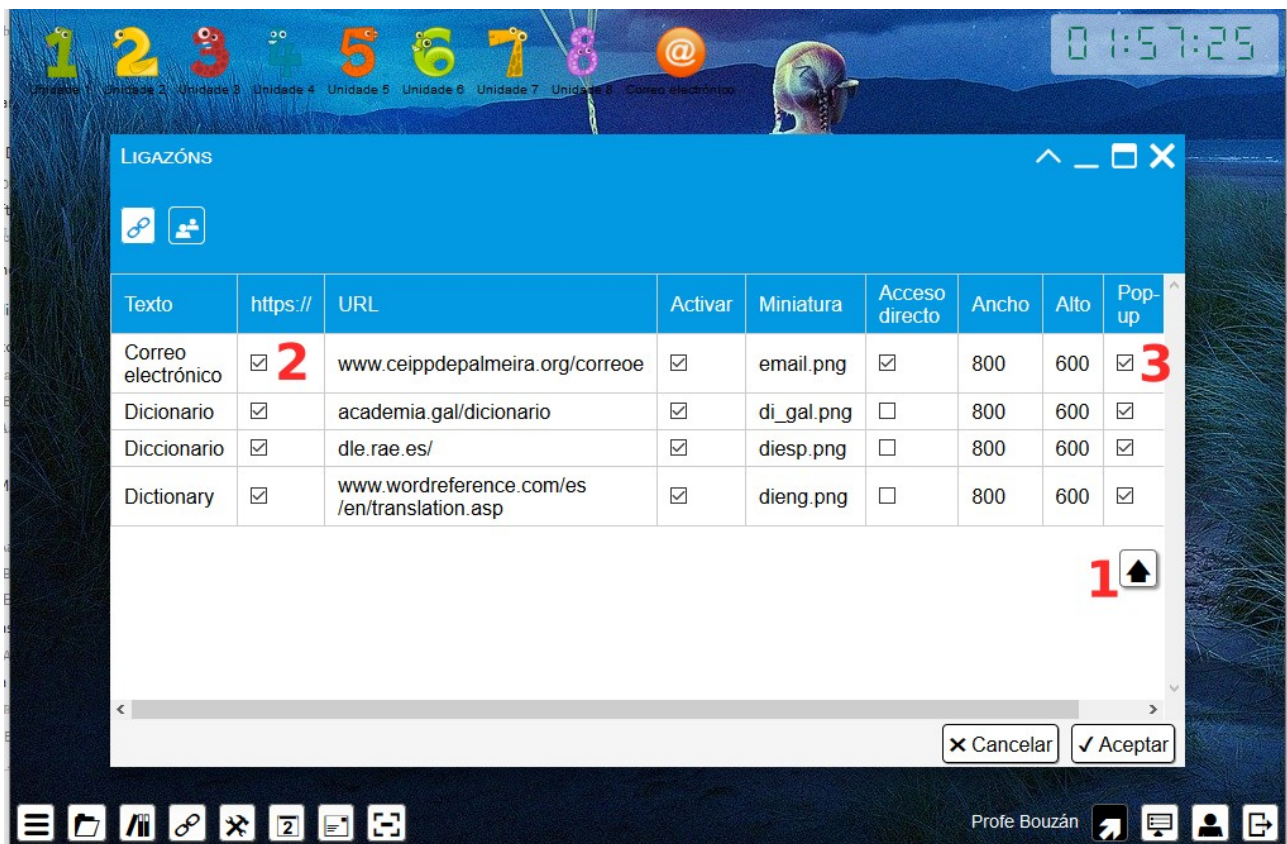 01:57:25
Unidade 1 Unidade 2 Unidade 3 Unidade 4 Unidade 5 Unidade 6 Unidade 7 Unidade 8 Correo electrónico
LIGAZÓNS
Texto https:// URL Activar Miniatura Acceso directo Ancho Alto Pop-up
Correo electrónico 2 www.ceippdepalmeira.org/correoe email.png 800 600 3
Dicionario academia.gal/dicionario di_gal.png 800 600
Diccionario dle.rae.es/ diesp.png 800 600
Dictionary www.wordreference.com/es/en/translation.asp dieng.png 800 600
1
Cancelar Aceptar
2 Profe Bouzán